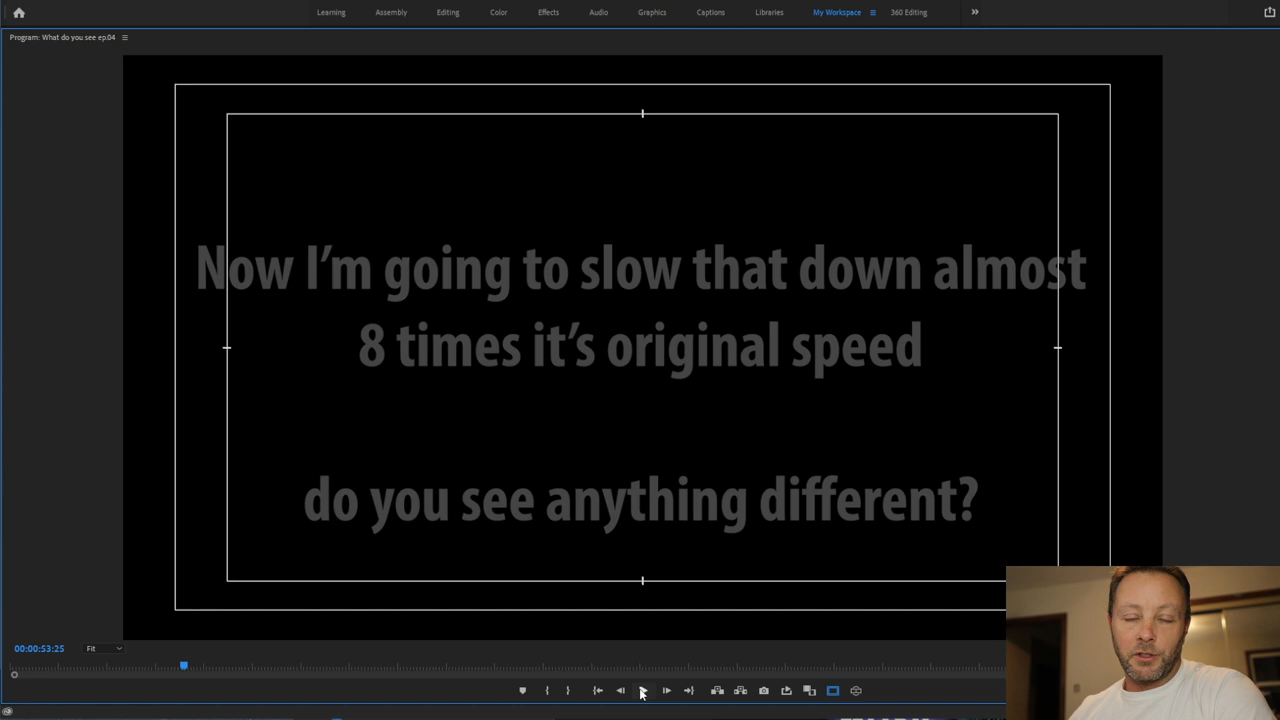 Learning Assembly Editing Color Effects Audio Graphics Captions Libraries My Workspace 360 Editing
Program: What do you see ep.04
Now I'm going to slow that down almost
8 times it's original speed
do you see anything different?
00:00:53:25 Fit